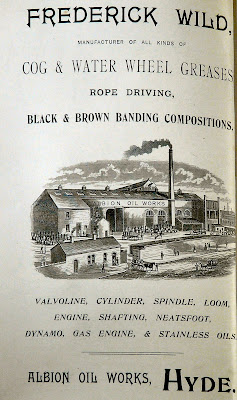 FREDERICK WILD,
MANUFACTURER OF ALL KINDS OF
COG & WATER WHEEL GREASES
ROPE DRIVING,
BLACK & BROWN BANDING COMPOSITIONS.
ALBION OIL WORKS
VALVOLINE, CYLINDER, SPINDLE, LOOM,
ENGINE, SHAFTING, NEATSFOOT,
DYNAMO, GAS ENGINE, & STAINLESS OILS
ALBION OIL WORKS, HYDE.